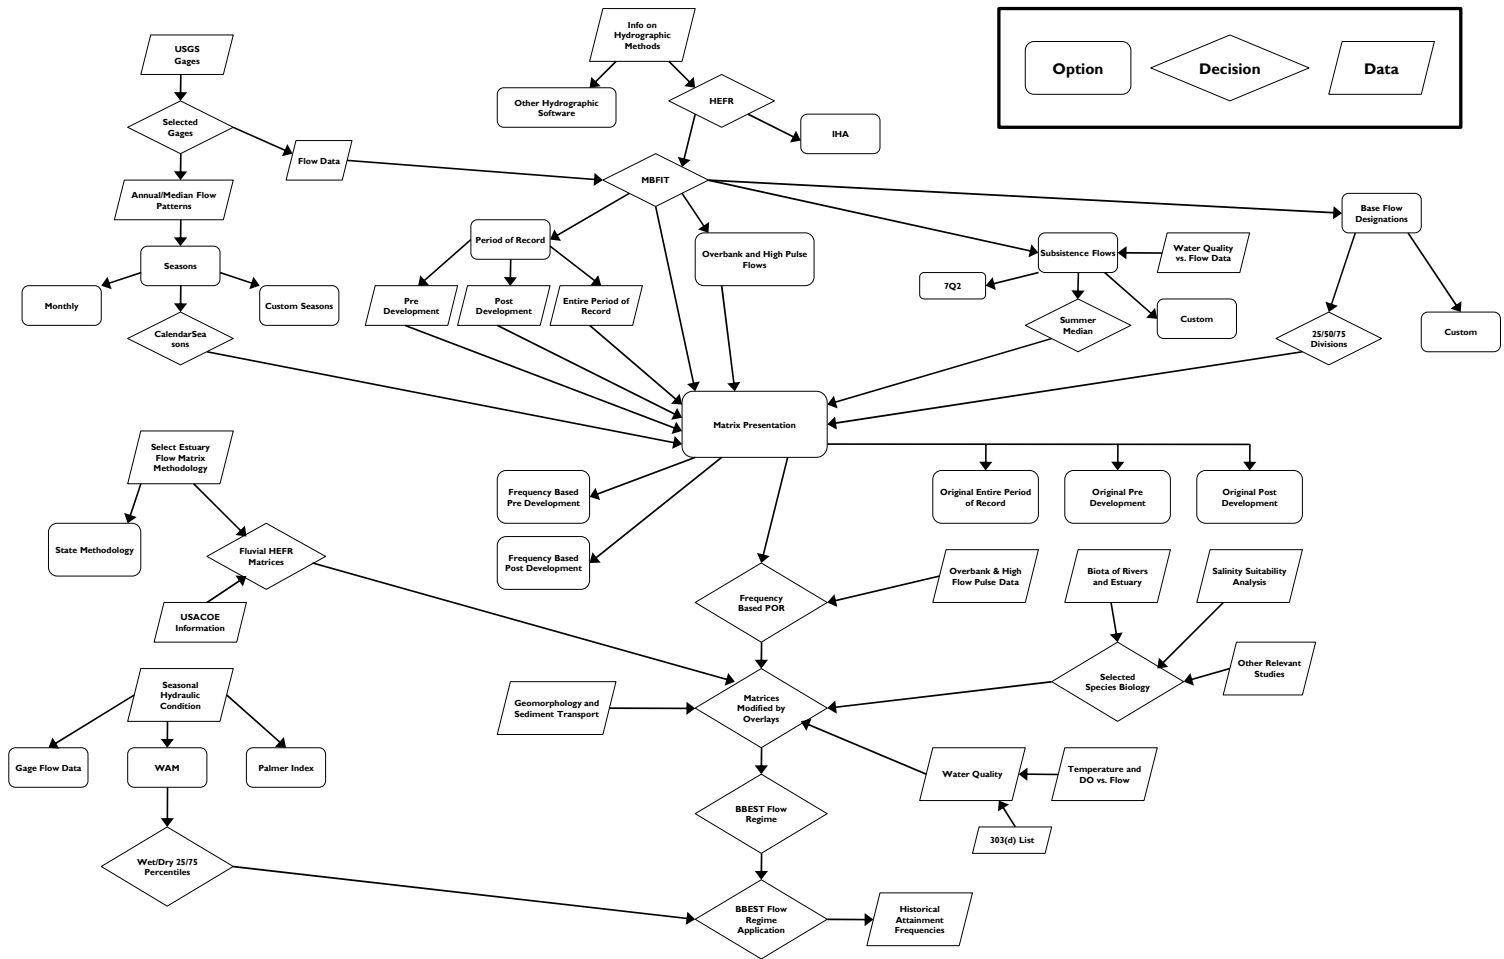 Info on
Hydrographic
Methods
USGS
Gages
Option
Decision
Data
Other Hydrographic
Software
HEFR
IHA
Selected
Gages
Flow Data
MBFIT
Annual/Median Flow
Patterns
Base Flow
Designations
Period of Record
Overbank and High Pulse
Flows
Subsistence Flows
Water Quality
vs. Flow Data
Seasons
7Q2
Monthly
Custom Seasons
Pre
Development
Post
Development
Entire Period of
Record
Summer
Median
Custom
25/50/75
Divisions
Custom
CalendarSea
sons
Matrix Presentation
Select Estuary
Flow Matrix
Methodology
Frequency Based
Pre Development
Original Entire Period
of Record
Original Pre
Development
Original Post
Development
State Methodology
Fluvial HEFR
Matrices
Frequency Based
Post Development
Overbank & High
Flow Pulse Data
Biota of Rivers
and Estuary
Salinity Suitability
Analysis
Frequency
Based POR
USACOE
Information
Other Relevant
Studies
Selected
Species Biology
Seasonal
Hydraulic
Condition
Geomorphology and
Sediment Transport
Matrices
Modified by
Overlays
Gage Flow Data
WAM
Palmer Index
Water Quality
Temperature and
DO vs. Flow
BBEST Flow
Regime
303(d) List
Wet/Dry 25/75
Percentiles
BBEST Flow
Regime
Application
Historical
Attainment
Frequencies